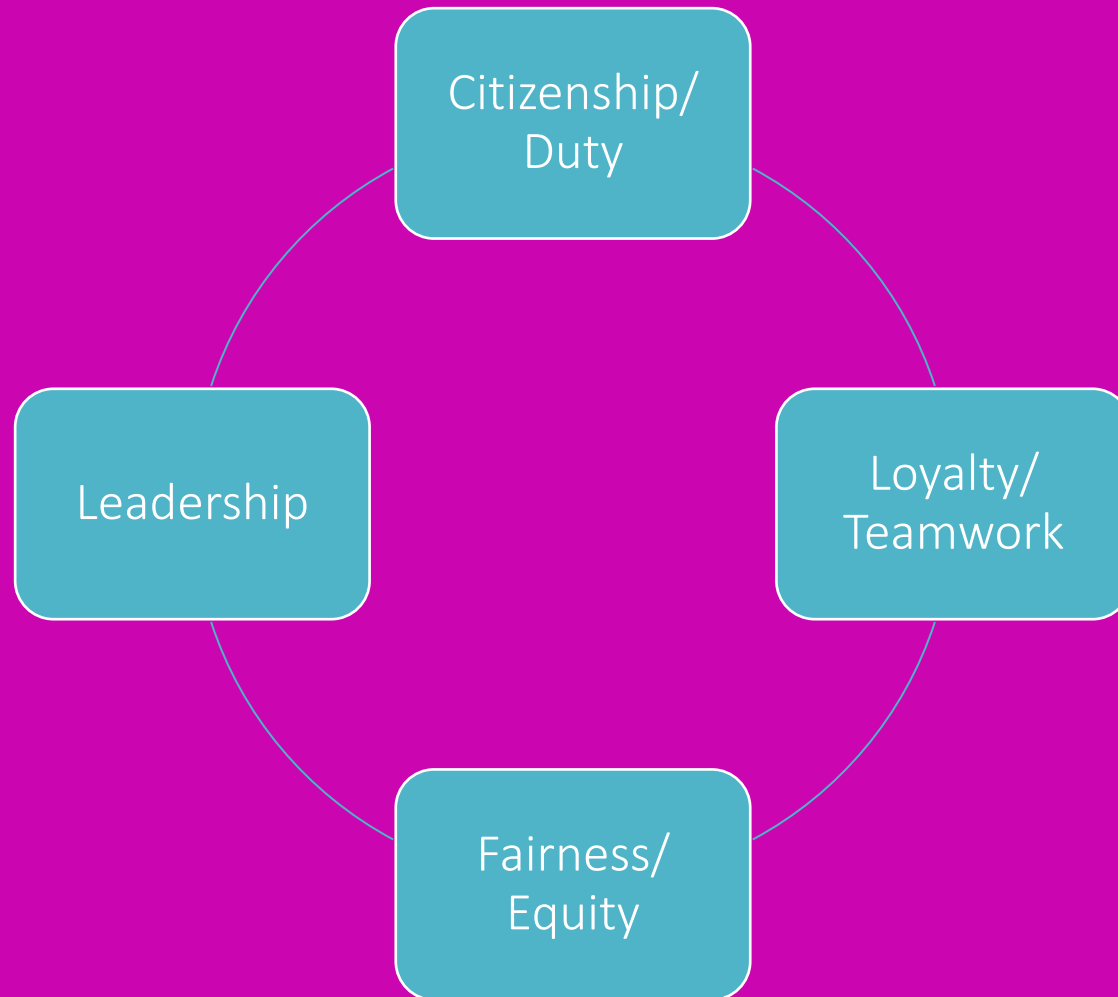 Citizenship/
Duty
Leadership
Loyalty/
Teamwork
Fairness/
Equity